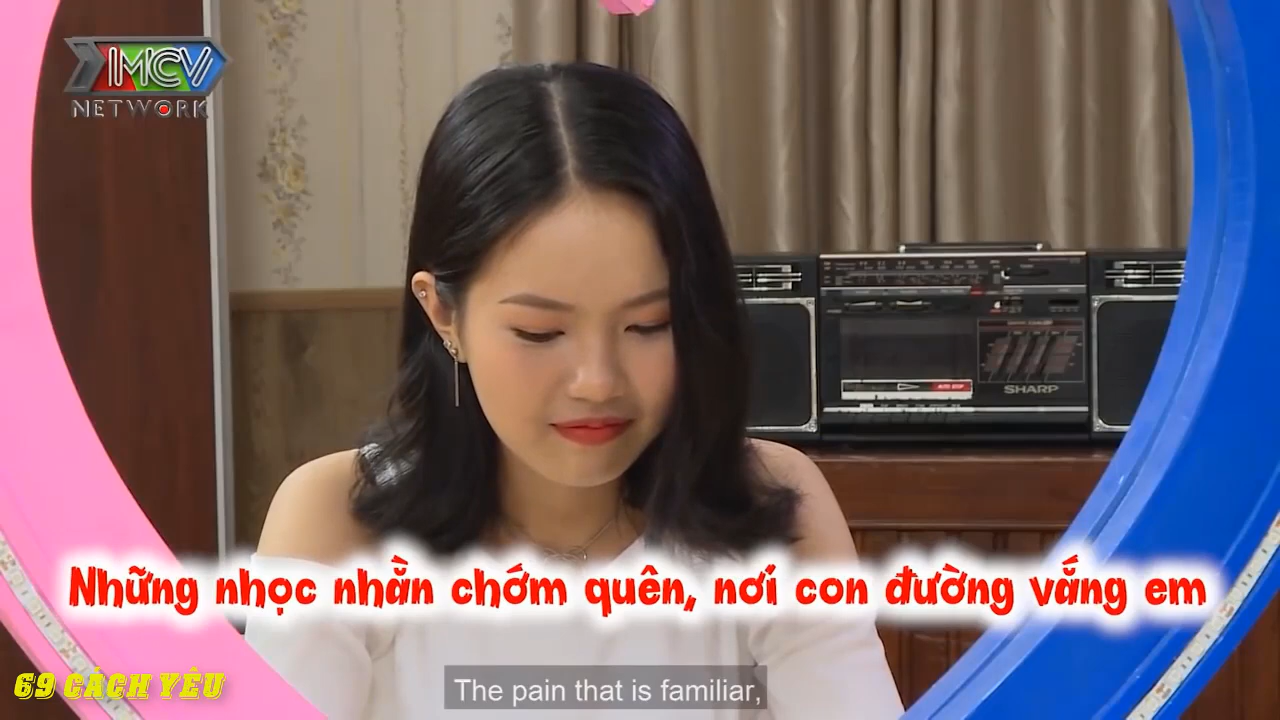 MCV
NETWORK
AUTO STOP
SHARP
Những nhọc nhằn chớm quên, nơi con đường vắng em
69 CÁCH YÊU
The pain that is familiar,